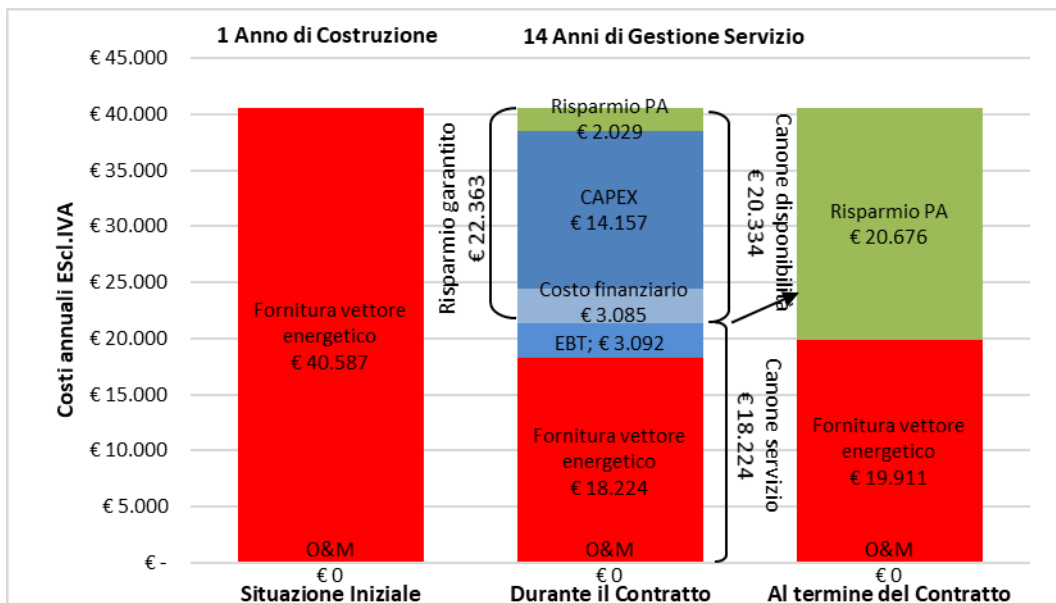 1 Anno di Costruzione
14 Anni di Gestione Servizio
Costi annuali EScl.IVA
€ 45.000
€ 40.000
€ 35.000
€ 30.000
€ 25.000
€ 20.000
€ 15.000
€ 10.000
€ 5.000
€ -
Fornitura vettore
energetico
€ 40.587
O&M
€ 0
Situazione Iniziale
Risparmio garantito
€ 22.363
Risparmio PA
€ 2.029
CAPEX
€ 14.157
Costo finanziario
€ 3.085
EBT; € 3.092
Fornitura vettore
energetico
€ 18.224
O&M
€ 0
Durante il Contratto
Canone disponibilità
€ 20.334
Canone servizio
€ 18.224
Risparmio PA
€ 20.676
Fornitura vettore
energetico
€ 19.911
O&M
€ 0
Al termine del Contratto